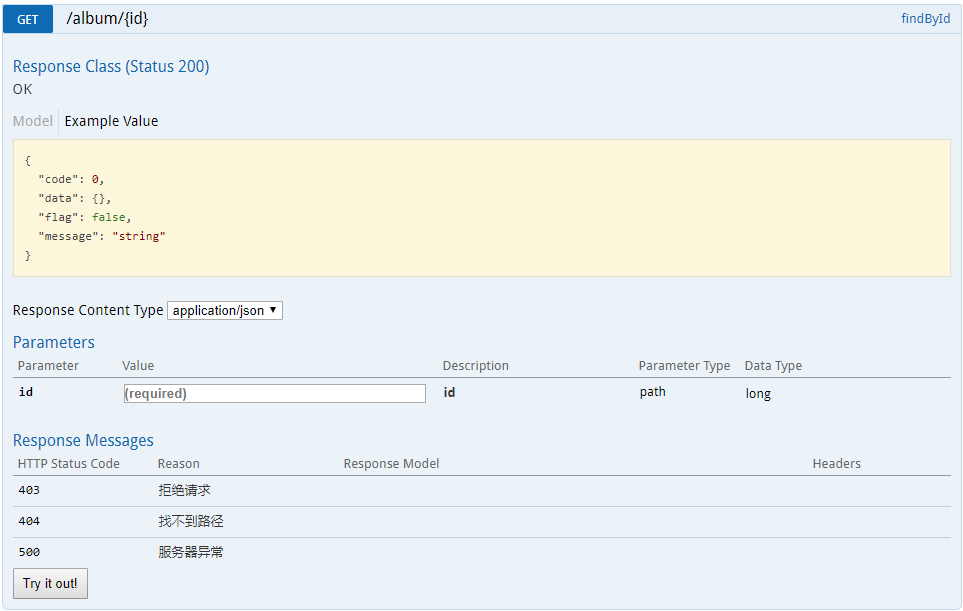 GET /album/{id} findById
Response Class (Status 200)
OK
Model Example Value
{
"code": 0,
"data": {},
"flag": false,
"message": "string"
}
Response Content Type application/json
Parameters
Parameter Value Description Parameter Type Data Type
id (required) id path long
Response Messages
HTTP Status Code Reason Response Model Headers
403 拒绝请求
404 找不到路径
500 服务器异常
Try it out!